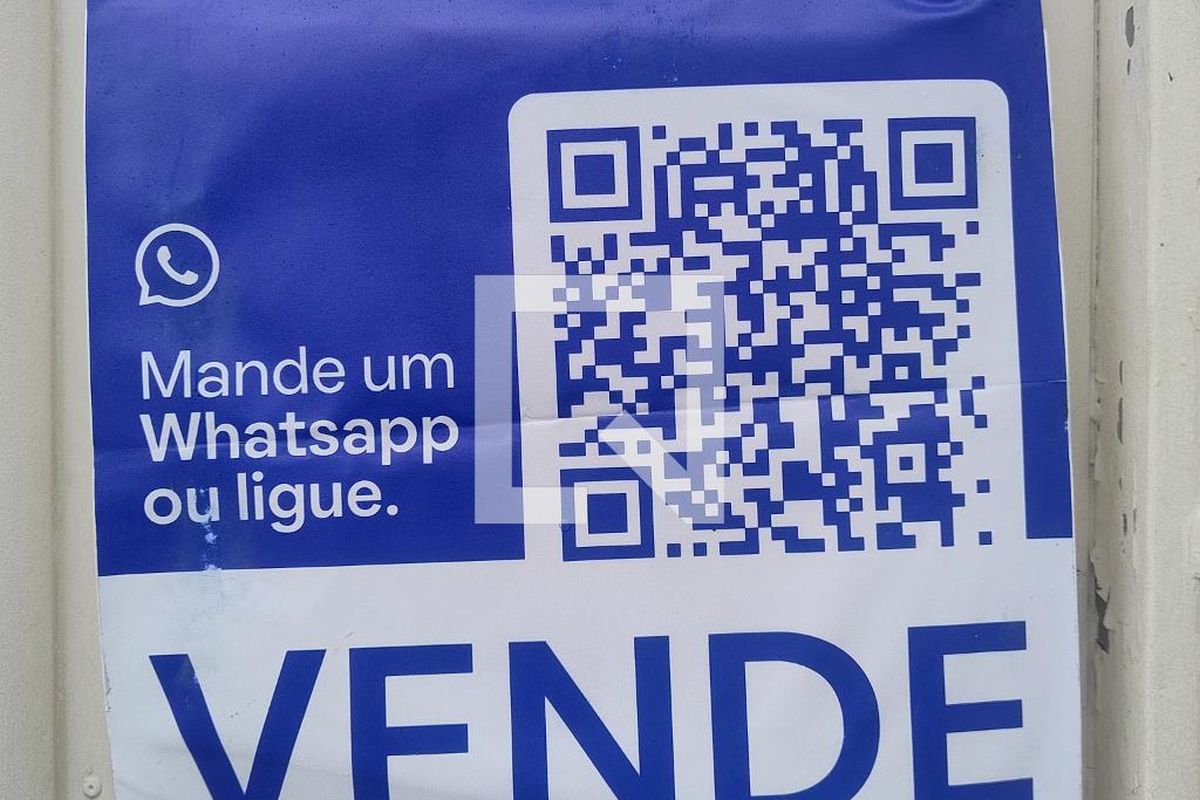 Mande um
Whatsapp
ou ligue.
VENDE